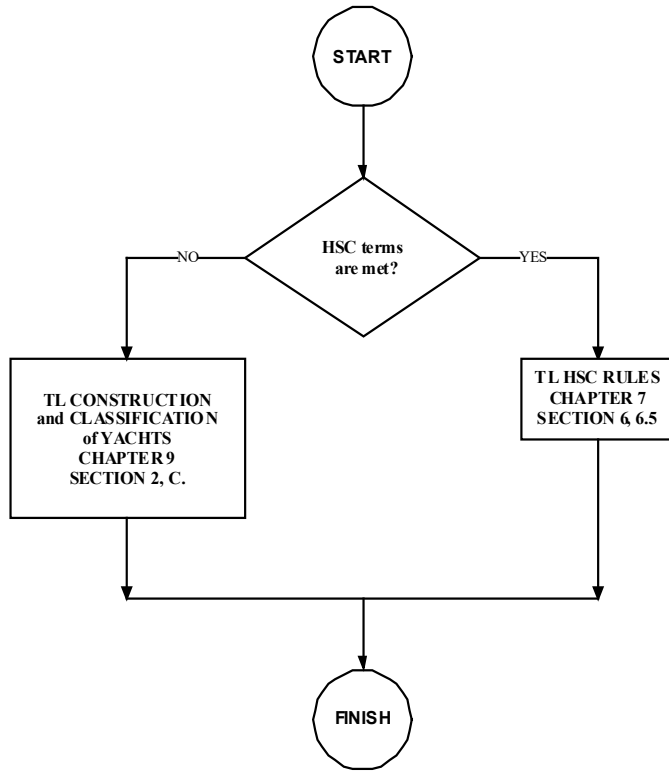 START
HSC terms
are met?
NO
YES
TL CONSTRUCTION
and CLASSIFICATION
of YACHTS
CHAPTER 9
SECTION 2, C.
TL HSC RULES
CHAPTER 7
SECTION 6, 6.5
FINISH